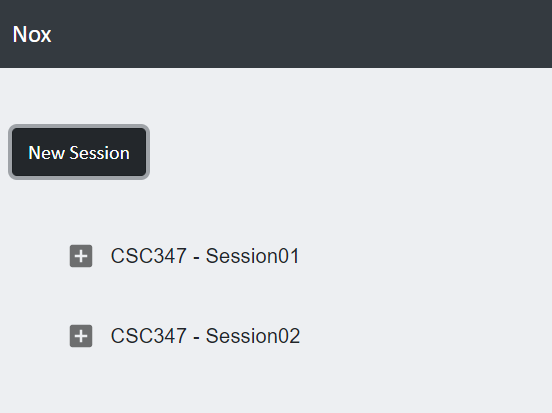 Nox
New Session
CSC347 - Session01
CSC347 - Session02